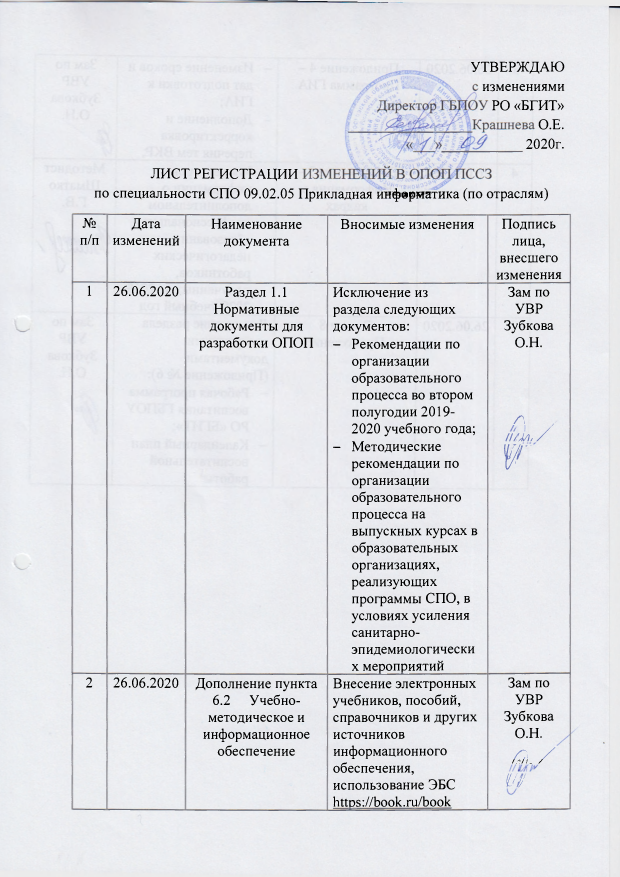 УТВЕРЖДАЮ
с изменениями
Директор ГБПОУ РО «БГИТ»
Крашнева О.Е.
« 1 » 09 2020г.
ЛИСТ РЕГИСТРАЦИИ ИЗМЕНЕНИЙ В ОПОП ПССЗ
по специальности СПО 09.02.05 Прикладная информатика (по отраслям)
№ п/п
Дата изменений
Наименование документа
Вносимые изменения
Подпись лица, внесшего изменения
1
26.06.2020
Раздел 1.1
Нормативные
документы для
разработки ОПОП
Исключение из
раздела следующих
документов:
– Рекомендации по
организации
образовательного
процесса во втором
полугодии 2019-
2020 учебного года;
– Методические
рекомендации по
организации
образовательного
процесса на
выпускных курсах в
образовательных
организациях,
реализующих
программы СПО, в
условиях усиления
санитарно-
эпидемиологически
х мероприятий
Зам по
УВР
Зубкова
О.Н.
2
26.06.2020
Дополнение пункта
6.2 Учебно-
методическое и
информационное
обеспечение
Внесение электронных
учебников, пособий,
справочников и других
источников
информационного
обеспечения,
использование ЭБС
https://book.ru/book
Зам по
УВР
Зубкова
О.Н.